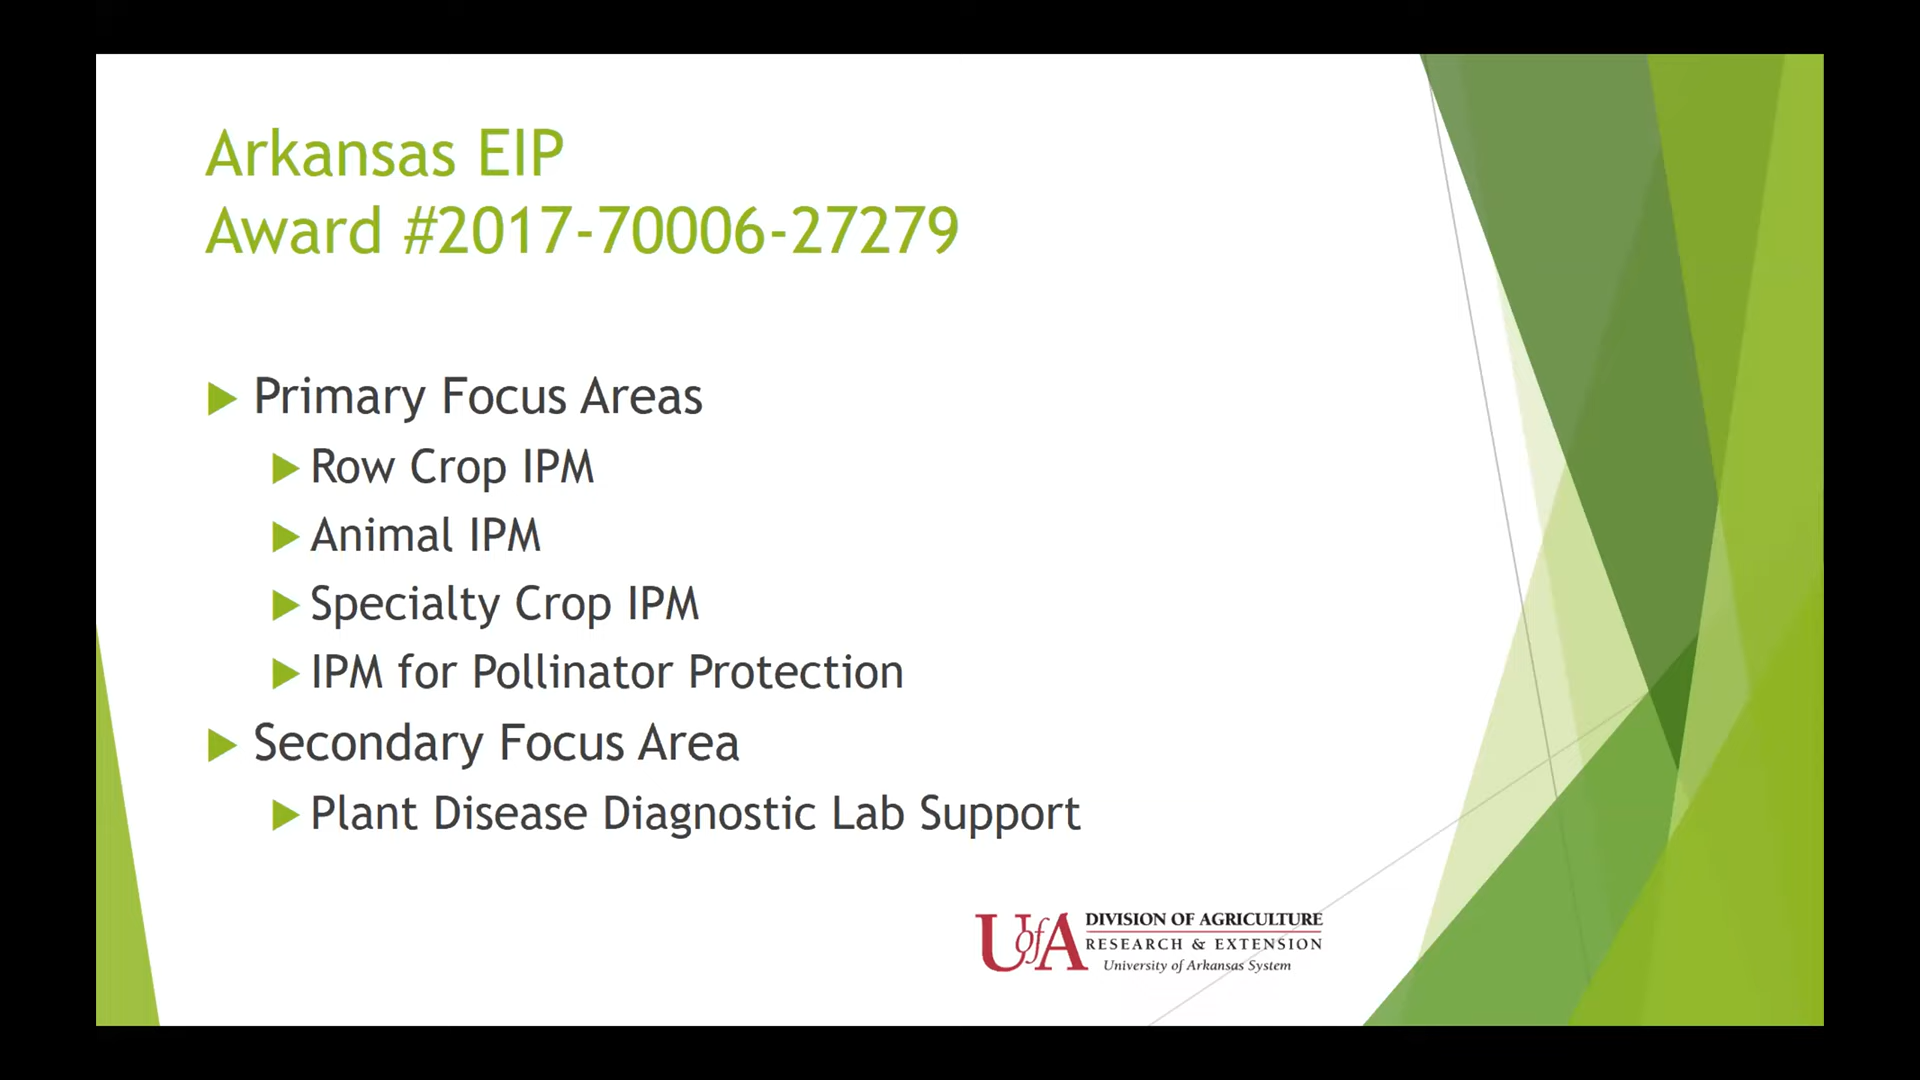 Arkansas EIP
Award #2017-70006-27279
Primary Focus Areas
Row Crop IPM
Animal IPM
Specialty Crop IPM
IPM for Pollinator Protection
Secondary Focus Area
Plant Disease Diagnostic Lab Support
UofA DIVISION OF AGRICULTURE
RESEARCH & EXTENSION
University of Arkansas System